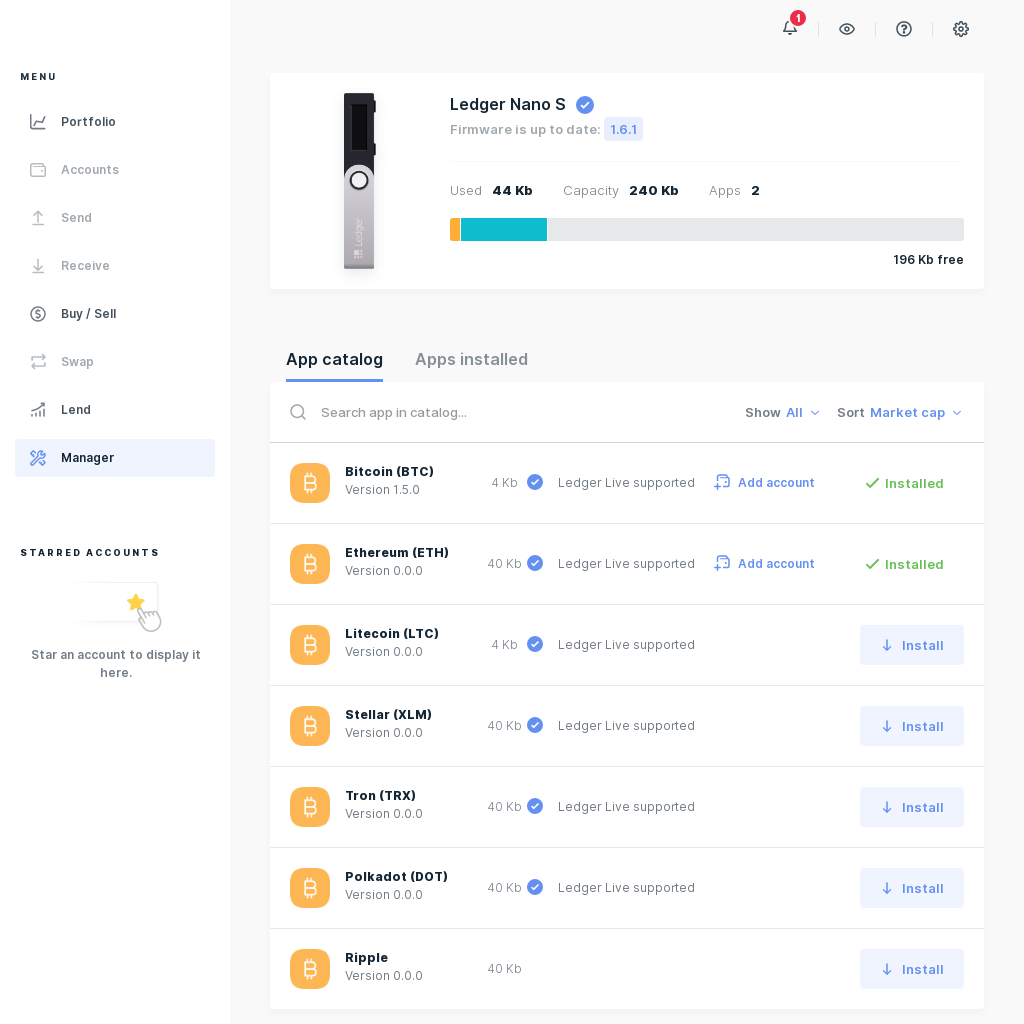 1
MENU
Portfolio
Accounts
Send
Receive
Buy / Sell
Swap
Lend
Manager
STARRED ACCOUNTS
Star an account to display it
here.
Ledger
Ledger Nano S
Firmware is up to date: 1.6.1
Used 44 Kb Capacity 240 Kb Apps 2
196 Kb free
App catalog Apps installed
Search app in catalog... Show All Sort Market cap
Bitcoin (BTC)
Version 1.5.0
4 Kb Ledger Live supported Add account Installed
Ethereum (ETH)
Version 0.0.0
40 Kb Ledger Live supported Add account Installed
Litecoin (LTC)
Version 0.0.0
4 Kb Ledger Live supported Install
Stellar (XLM)
Version 0.0.0
40 Kb Ledger Live supported Install
Tron (TRX)
Version 0.0.0
40 Kb Ledger Live supported Install
Polkadot (DOT)
Version 0.0.0
40 Kb Ledger Live supported Install
Ripple
Version 0.0.0
40 Kb Install